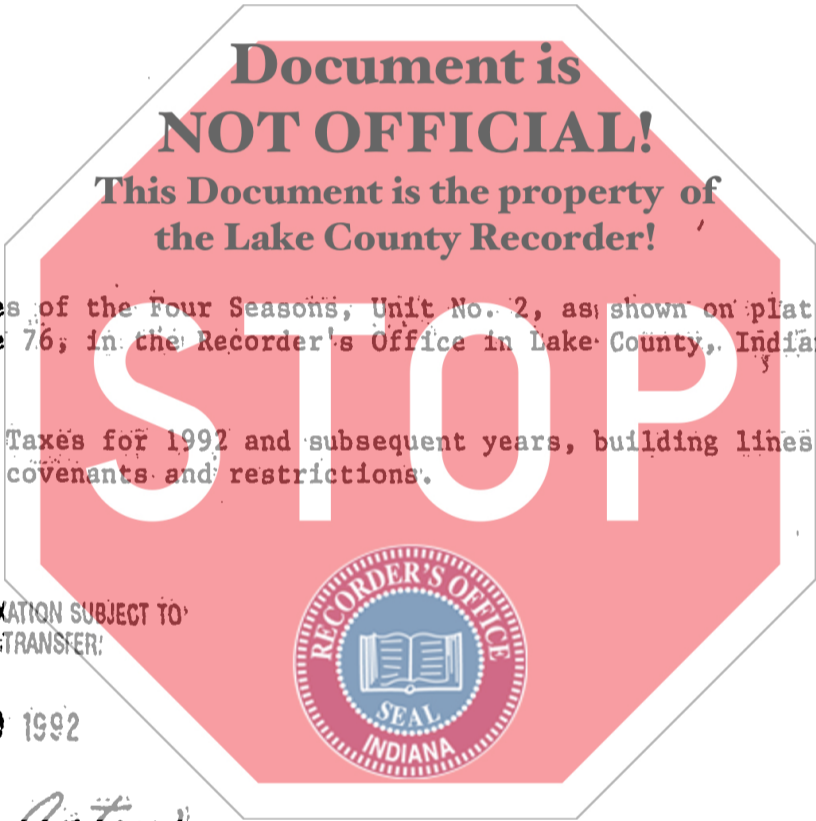 Document is
NOT OFFICIAL!
This Document is the property of
the Lake County Recorder!
es of the Four Seasons, Unit No. 2, as shown on plat
76, in the Recorder's Office in Lake County, India
STOP
Taxes for 1992 and subsequent years, building lines
covenants and restrictions.
RECORDER'S OFFICE
SEAL
INDIANA
XATION SUBJECT TO
TRANSFER.
1992